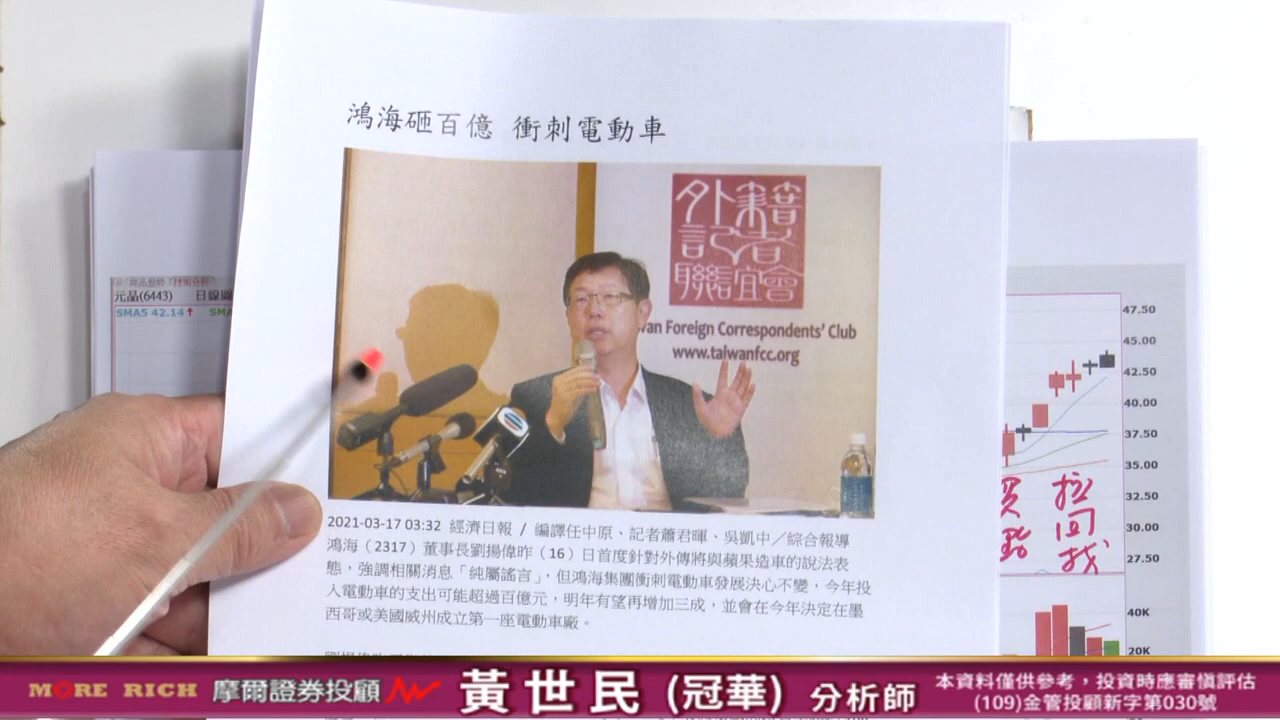 鴻海砸百億 衝刺電動車
外籍
記者
聯誼會
wan Foreign Correspondents' Club
www.taiwanfcc.org
2021-03-17 03:32 經濟日報 / 編譯任中原、記者蕭君暉、吳凱中／綜合報導
鴻海（2317）董事長劉揚偉昨（16）日首度針對外傳將與蘋果造車的說法表
態，強調相關消息「純屬謠言」，但鴻海集團衝刺電動車發展決心不變，今年投
入電動車的支出可能超過百億元，明年有望再增加三成，並會在今年決定在墨
西哥或美國威州成立第一座電動車廠。
技術分析
元晶(6443) 日線圖
SMA5 42.14↑ SMA
47.50
45.00
42.50
40.00
37.50
35.00
32.50
30.00
27.50
40K
20K
拉回找
買點
MORE RICH 摩爾證券投顧 黃世民 (冠華) 分析師
本資料僅供參考，投資時應審慎評估
(109)金管投顧新字第030號